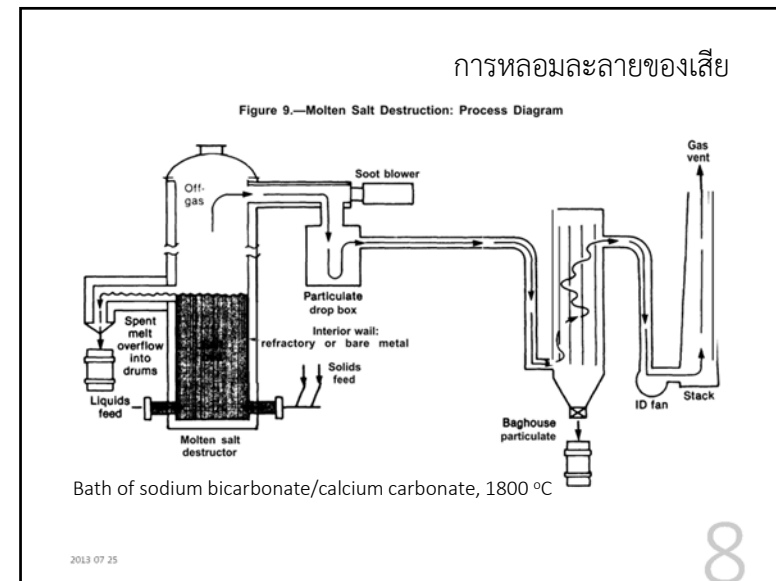 การหลอมละลายของเสีย
Figure 9.—Molten Salt Destruction: Process Diagram
Gas
vent
Soot blower
Off-
gas
Particulate
drop box
Interior wall:
refractory or bare metal
Spent
melt
overflow
into
drums
Solids
feed
Liquids
feed
Molten salt
destructor
Baghouse
particulate
ID fan
Stack
Bath of sodium bicarbonate/calcium carbonate, 1800 °C
2013 07 25
8